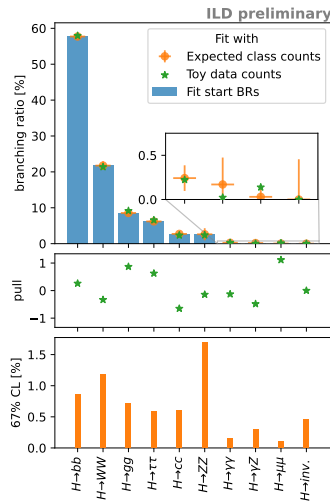 ILD preliminary
Fit with
Expected class counts
Toy data counts
Fit start BRs
branching ratio [%]
60
50
40
30
20
10
0
0.5
0.0
pull
1
0
−1
67% CL [%]
1.5
1.0
0.5
0.0
H→bb
H→WW
H→gg
H→ττ
H→cc
H→ZZ
H→γγ
H→γZ
H→μμ
H→inv.